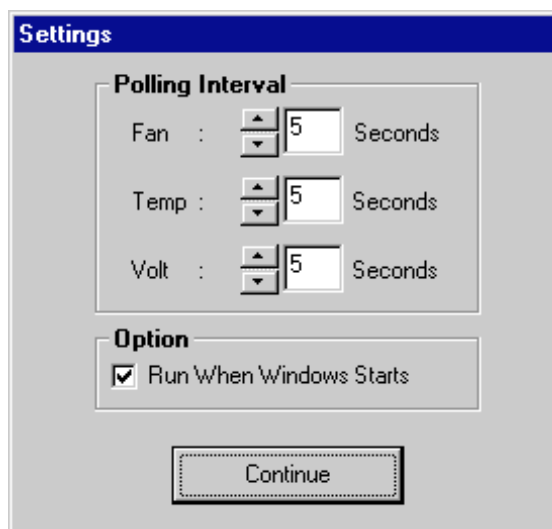 Settings
Polling Interval
Fan : 5 Seconds
Temp : 5 Seconds
Volt : 5 Seconds
Option
Run When Windows Starts
Continue